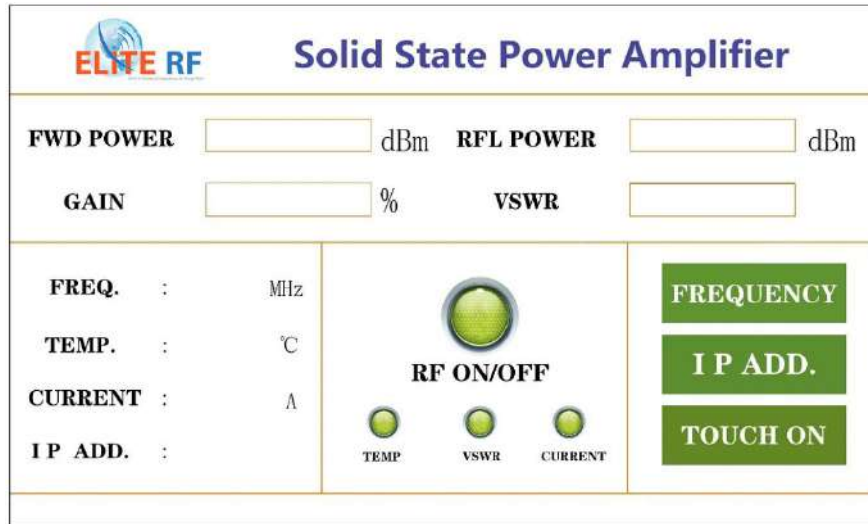 ELITE RF
Solid State Power Amplifier
FWD POWER dBm RFL POWER dBm
GAIN % VSWR
FREQ. : MHz
TEMP. : ℃
CURRENT : A
I P ADD. :
RF ON/OFF
TEMP VSWR CURRENT
FREQUENCY
I P ADD.
TOUCH ON